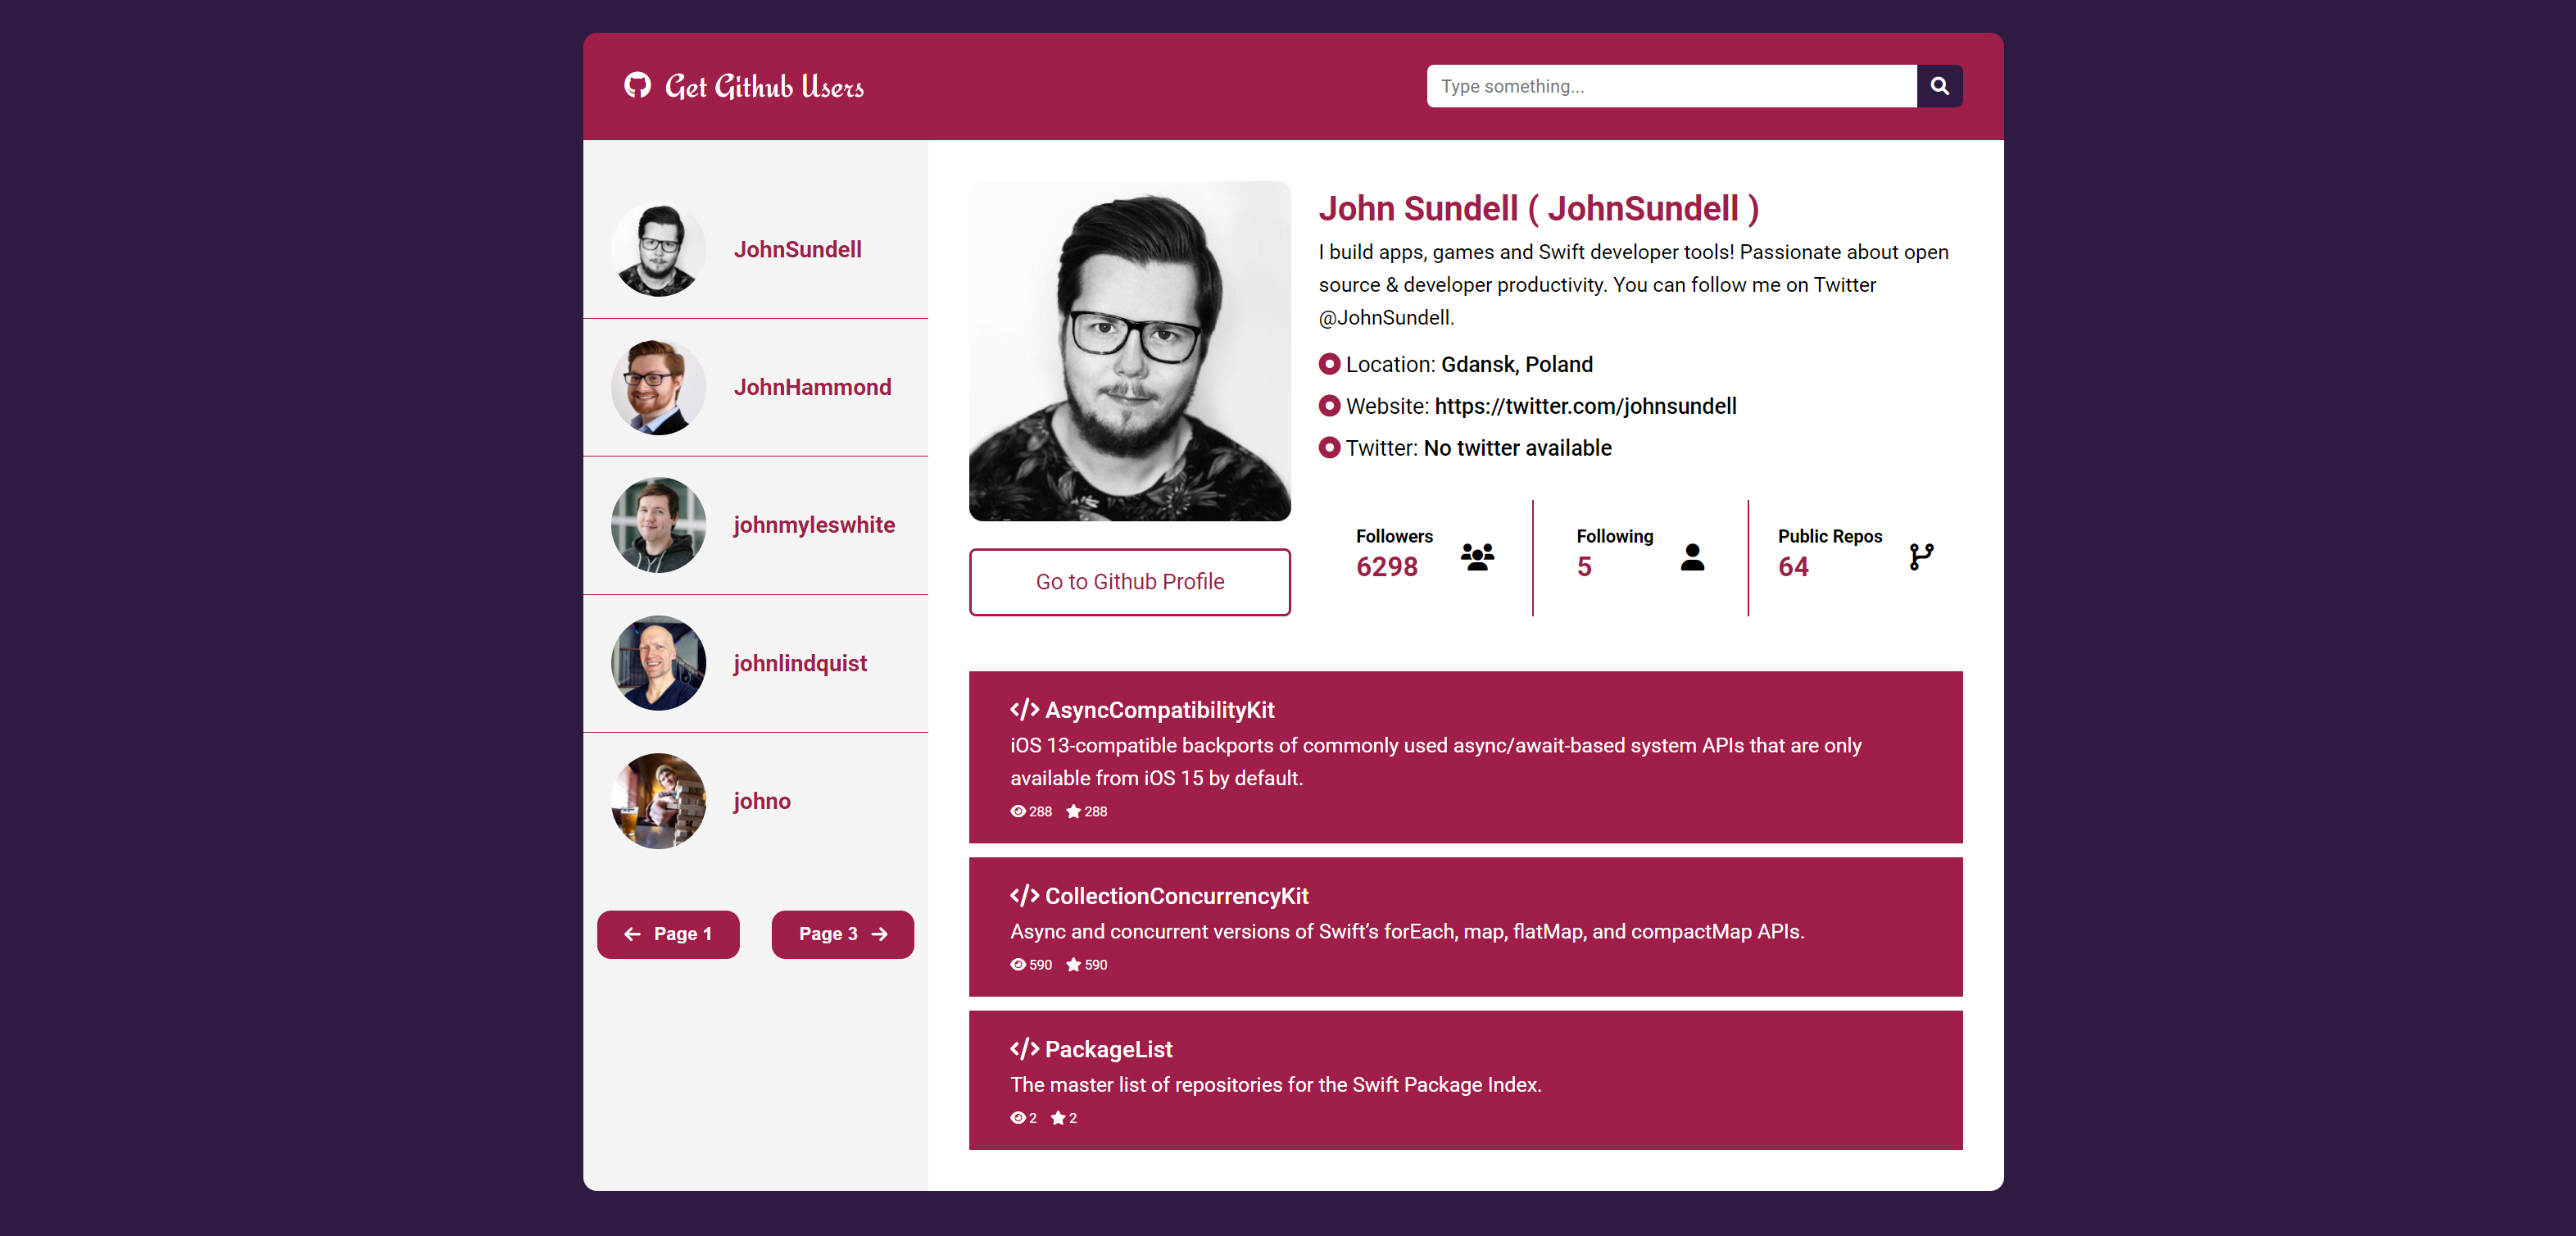 Get Github Users
Type something...
JohnSundell
JohnHammond
johnmyleswhite
johnlindquist
johno
Page 1
Page 3
John Sundell ( JohnSundell )
I build apps, games and Swift developer tools! Passionate about open
source & developer productivity. You can follow me on Twitter
@JohnSundell.
Location: Gdansk, Poland
Website: https://twitter.com/johnsundell
Twitter: No twitter available
Go to Github Profile
Followers
6298
Following
5
Public Repos
64
AsyncCompatibilityKit
iOS 13-compatible backports of commonly used async/await-based system APIs that are only
available from iOS 15 by default.
288 288
CollectionConcurrencyKit
Async and concurrent versions of Swift’s forEach, map, flatMap, and compactMap APIs.
590 590
PackageList
The master list of repositories for the Swift Package Index.
2 2